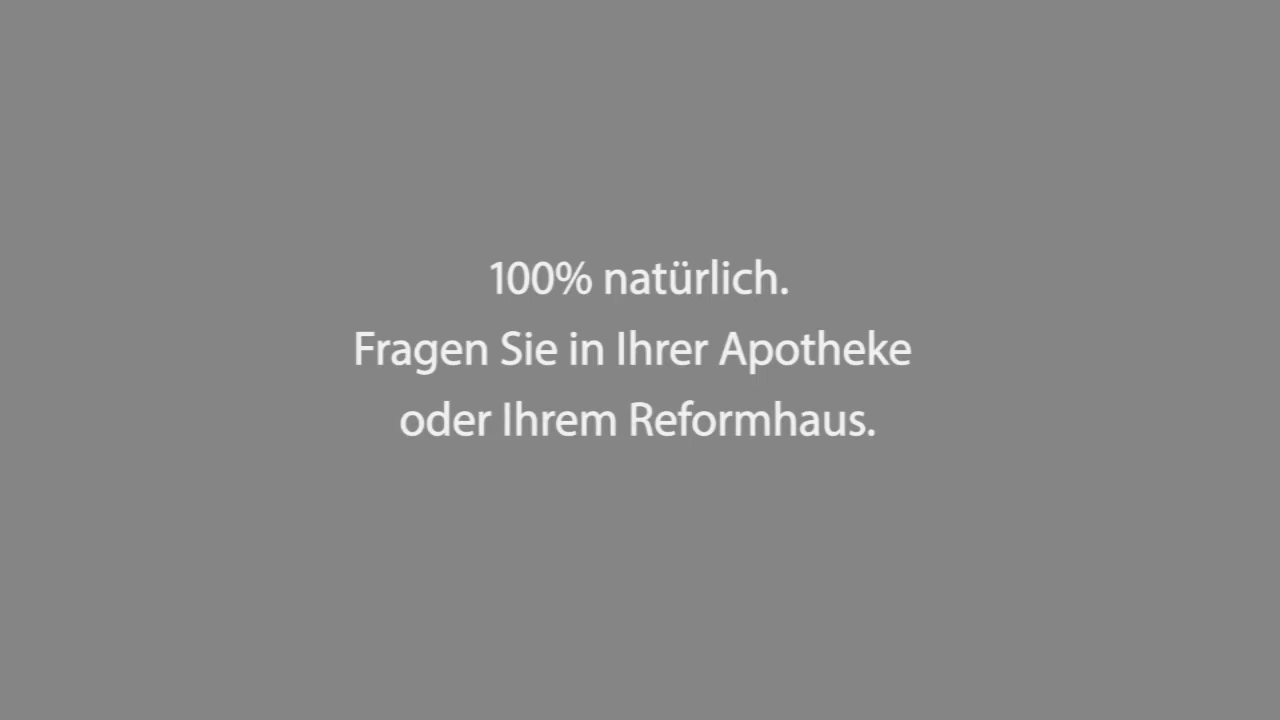 100% natürlich.
Fragen Sie in Ihrer Apotheke
oder Ihrem Reformhaus.